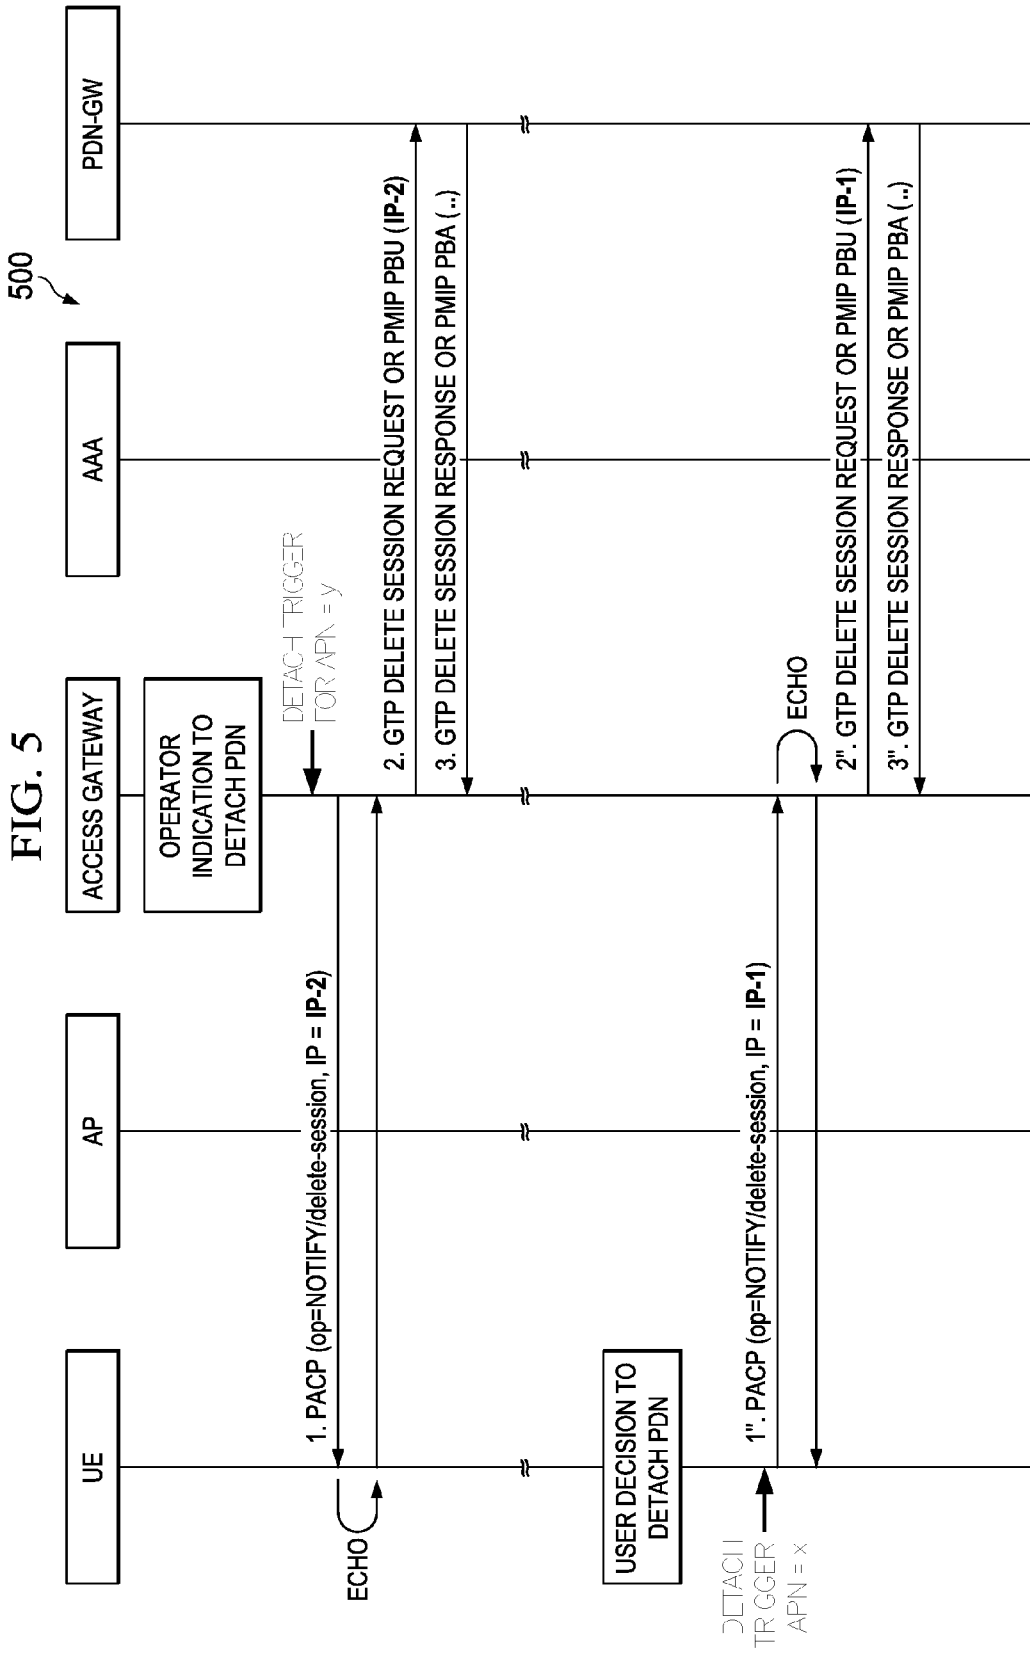 FIG. 5
500
UE
AP
ACCESS GATEWAY
AAA
PDN-GW
OPERATOR
INDICATION TO
DETACH PDN
DETACH TRIGGER
FOR APN = y
1. PACP (op=NOTIFY/delete-session, IP = IP-2)
ECHO
2. GTP DELETE SESSION REQUEST OR PMIP PBU (IP-2)
3. GTP DELETE SESSION RESPONSE OR PMIP PBA (..)
USER DECISION TO
DETACH PDN
DETACH
TRIGGER
APN = x
1". PACP (op=NOTIFY/delete-session, IP = IP-1)
ECHO
2". GTP DELETE SESSION REQUEST OR PMIP PBU (IP-1)
3". GTP DELETE SESSION RESPONSE OR PMIP PBA (..)